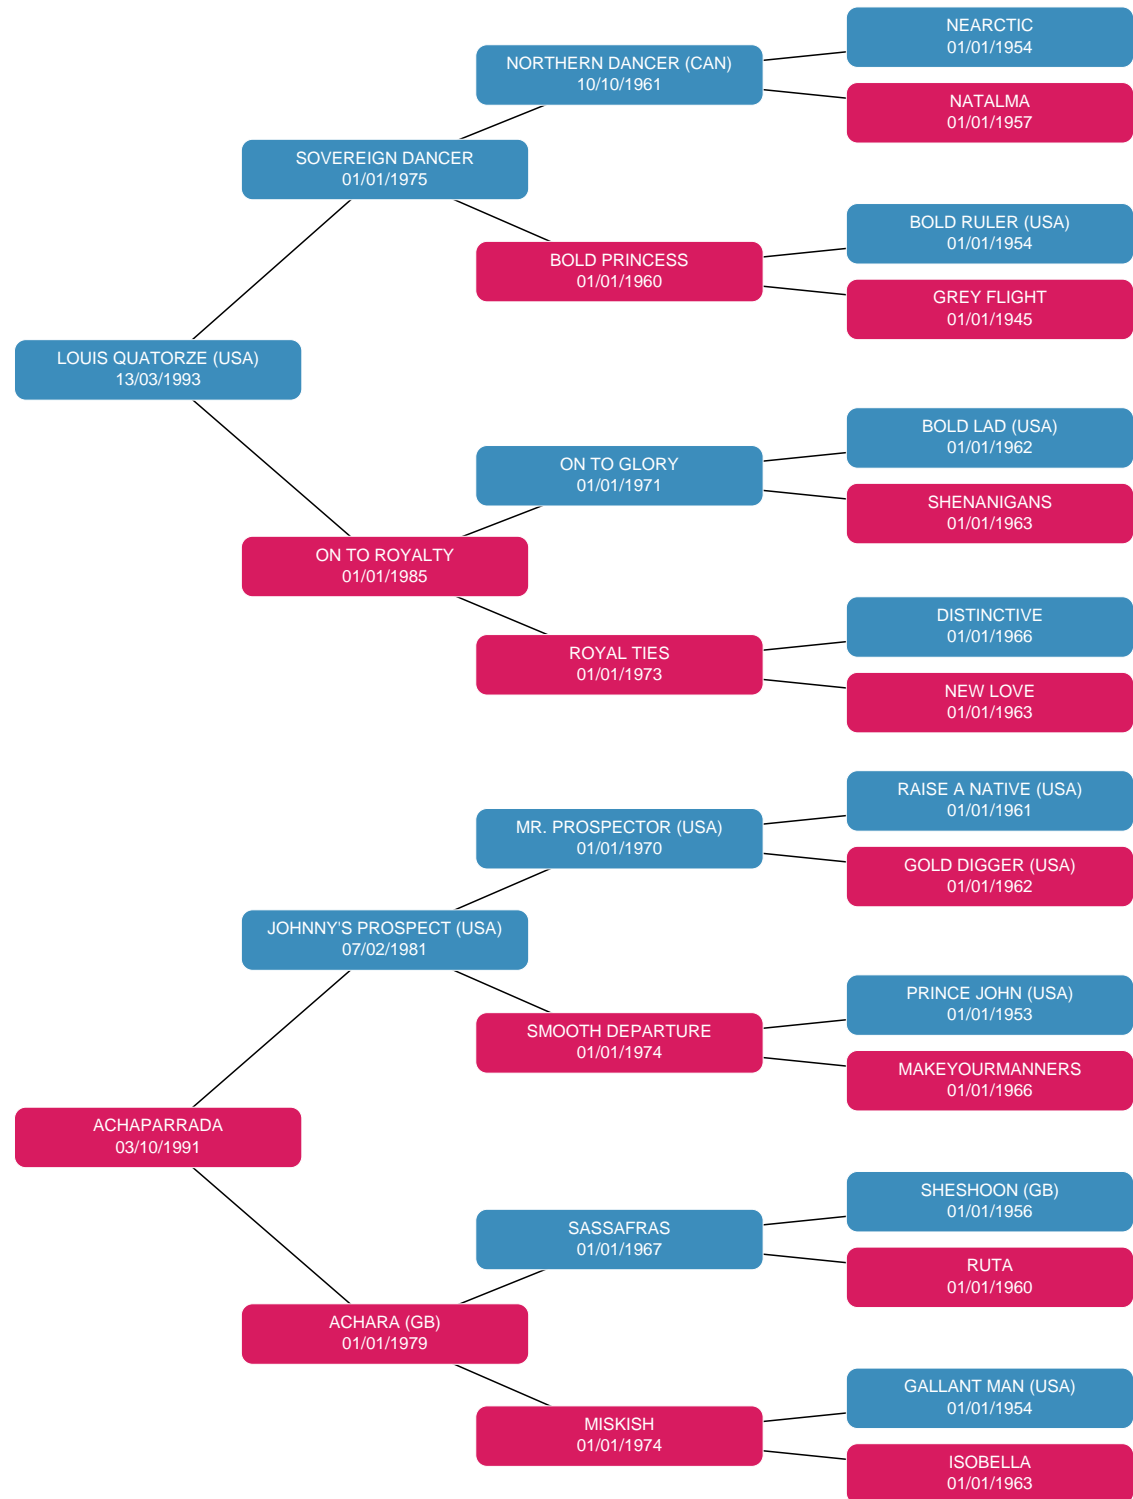 NEARCTIC
01/01/1954
NORTHERN DANCER (CAN)
10/10/1961
NATALMA
01/01/1957
SOVEREIGN DANCER
01/01/1975
BOLD RULER (USA)
01/01/1954
BOLD PRINCESS
01/01/1960
GREY FLIGHT
01/01/1945
LOUIS QUATORZE (USA)
13/03/1993
BOLD LAD (USA)
01/01/1962
ON TO GLORY
01/01/1971
SHENANIGANS
01/01/1963
ON TO ROYALTY
01/01/1985
DISTINCTIVE
01/01/1966
ROYAL TIES
01/01/1973
NEW LOVE
01/01/1963
RAISE A NATIVE (USA)
01/01/1961
MR. PROSPECTOR (USA)
01/01/1970
GOLD DIGGER (USA)
01/01/1962
JOHNNY'S PROSPECT (USA)
07/02/1981
PRINCE JOHN (USA)
01/01/1953
SMOOTH DEPARTURE
01/01/1974
MAKEYOURMANNERS
01/01/1966
ACHAPARRADA
03/10/1991
SHESHOON (GB)
01/01/1956
SASSAFRAS
01/01/1967
RUTA
01/01/1960
ACHARA (GB)
01/01/1979
GALLANT MAN (USA)
01/01/1954
MISKISH
01/01/1974
ISOBELLA
01/01/1963